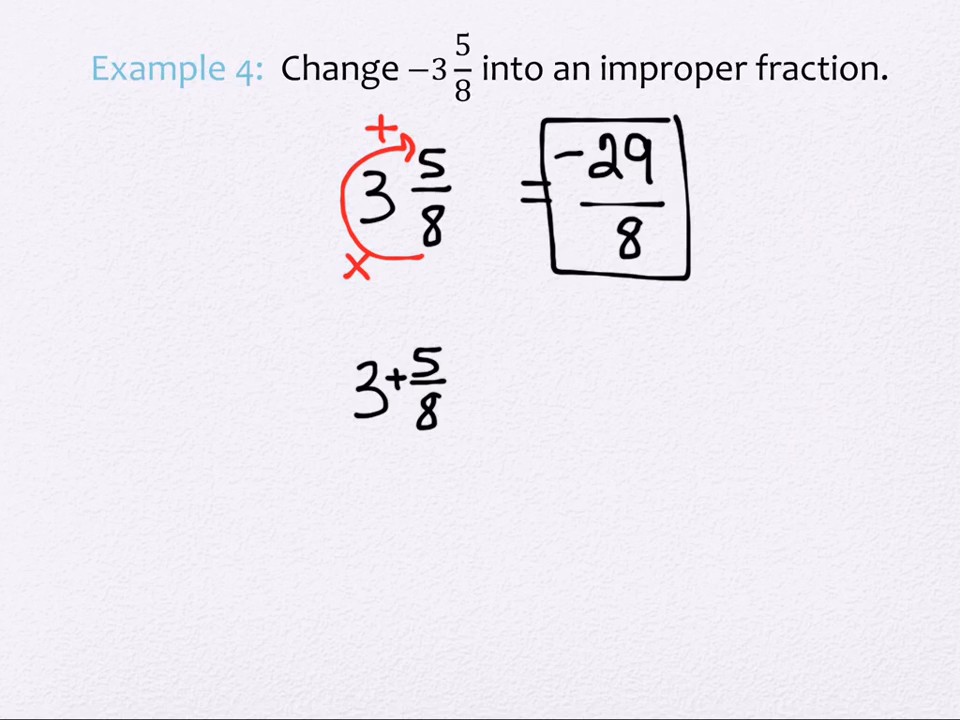 Example 4: Change −3 5/8 into an improper fraction.
+
3 5/8 = -29/8
x
3 + 5/8